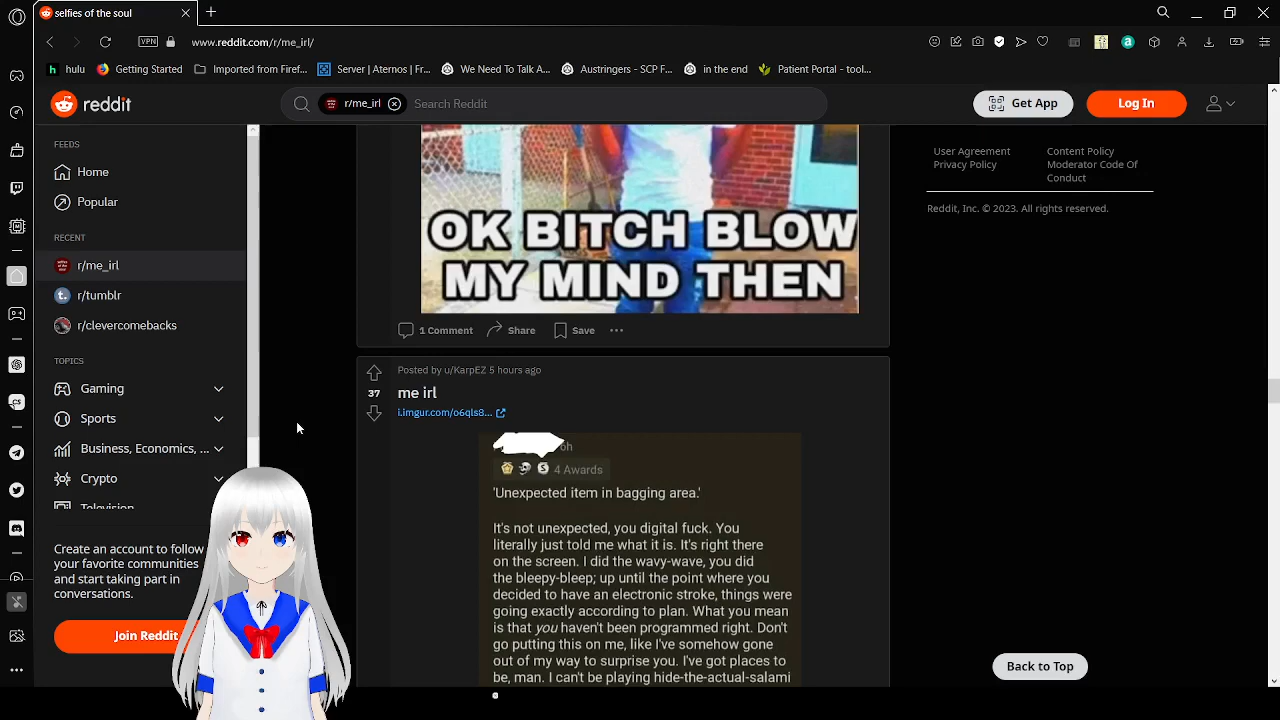 selfies of the soul
VPN
www.reddit.com/r/me_irl/
hulu
Getting Started
Imported from Firef...
Server | Aternos | Fr...
We Need To Talk A...
Austringers - SCP F...
in the end
Patient Portal - tool...
reddit
r/me_irl
Search Reddit
Get App
Log In
FEEDS
Home
Popular
RECENT
r/me_irl
r/tumblr
r/clevercomebacks
TOPICS
Gaming
Sports
Business, Economics, ...
Crypto
Television
Create an account to follow
your favorite communities
and start taking part in
conversations.
Join Reddit
OK BITCH BLOW
MY MIND THEN
1 Comment
Share
Save
Posted by u/KarpEZ 5 hours ago
37
me irl
i.imgur.com/o6qls8...
oh
4 Awards
'Unexpected item in bagging area.'
It's not unexpected, you digital fuck. You
literally just told me what it is. It's right there
on the screen. I did the wavy-wave, you did
the bleepy-bleep; up until the point where you
decided to have an electronic stroke, things were
going exactly according to plan. What you mean
is that you haven't been programmed right. Don't
go putting this on me, like I've somehow gone
out of my way to surprise you. I've got places to
be, man. I can't be playing hide-the-actual-salami
User Agreement
Privacy Policy
Content Policy
Moderator Code Of
Conduct
Reddit, Inc. © 2023. All rights reserved.
Back to Top